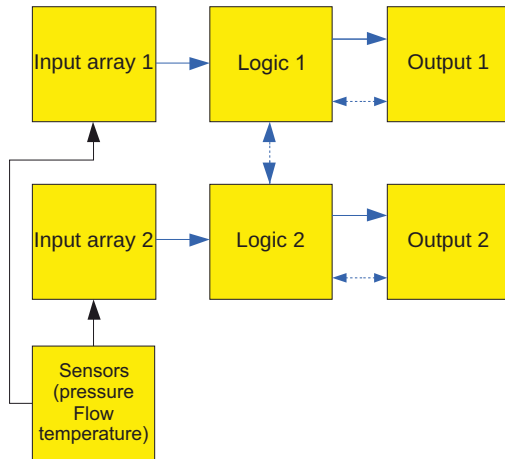 Input array 1
Logic 1
Output 1
Input array 2
Logic 2
Output 2
Sensors
(pressure
Flow
temperature)